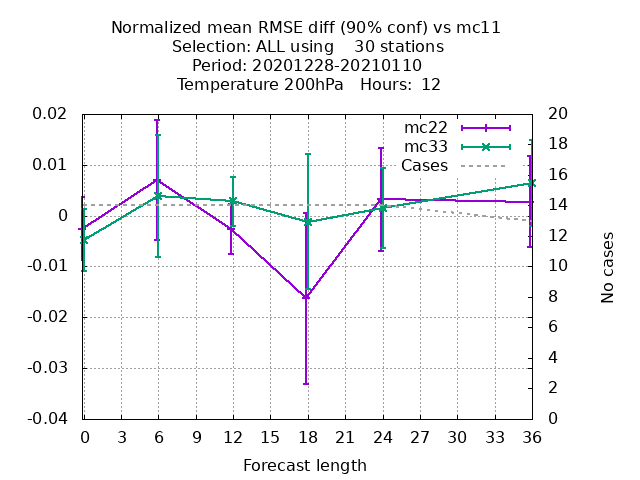 Normalized mean RMSE diff (90% conf) vs mc11
Selection: ALL using    30 stations
Period: 20201228-20210110
Temperature 200hPa   Hours:  12
mc22
mc33
Cases
0.02
0.01
0
-0.01
-0.02
-0.03
-0.04
20
18
16
14
12
10
8
6
4
2
0
No cases
0 3 6 9 12 15 18 21 24 27 30 33 36
Forecast length